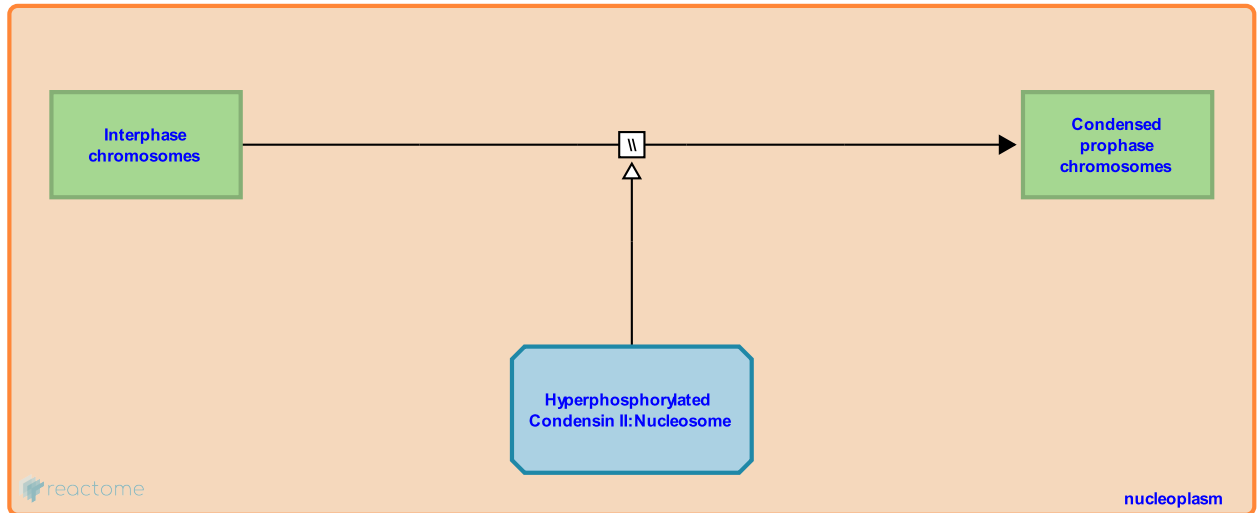 Interphase
chromosomes
\\
Condensed
prophase
chromosomes
Hyperphosphorylated
Condensin II:Nucleosome
reactome
nucleoplasm